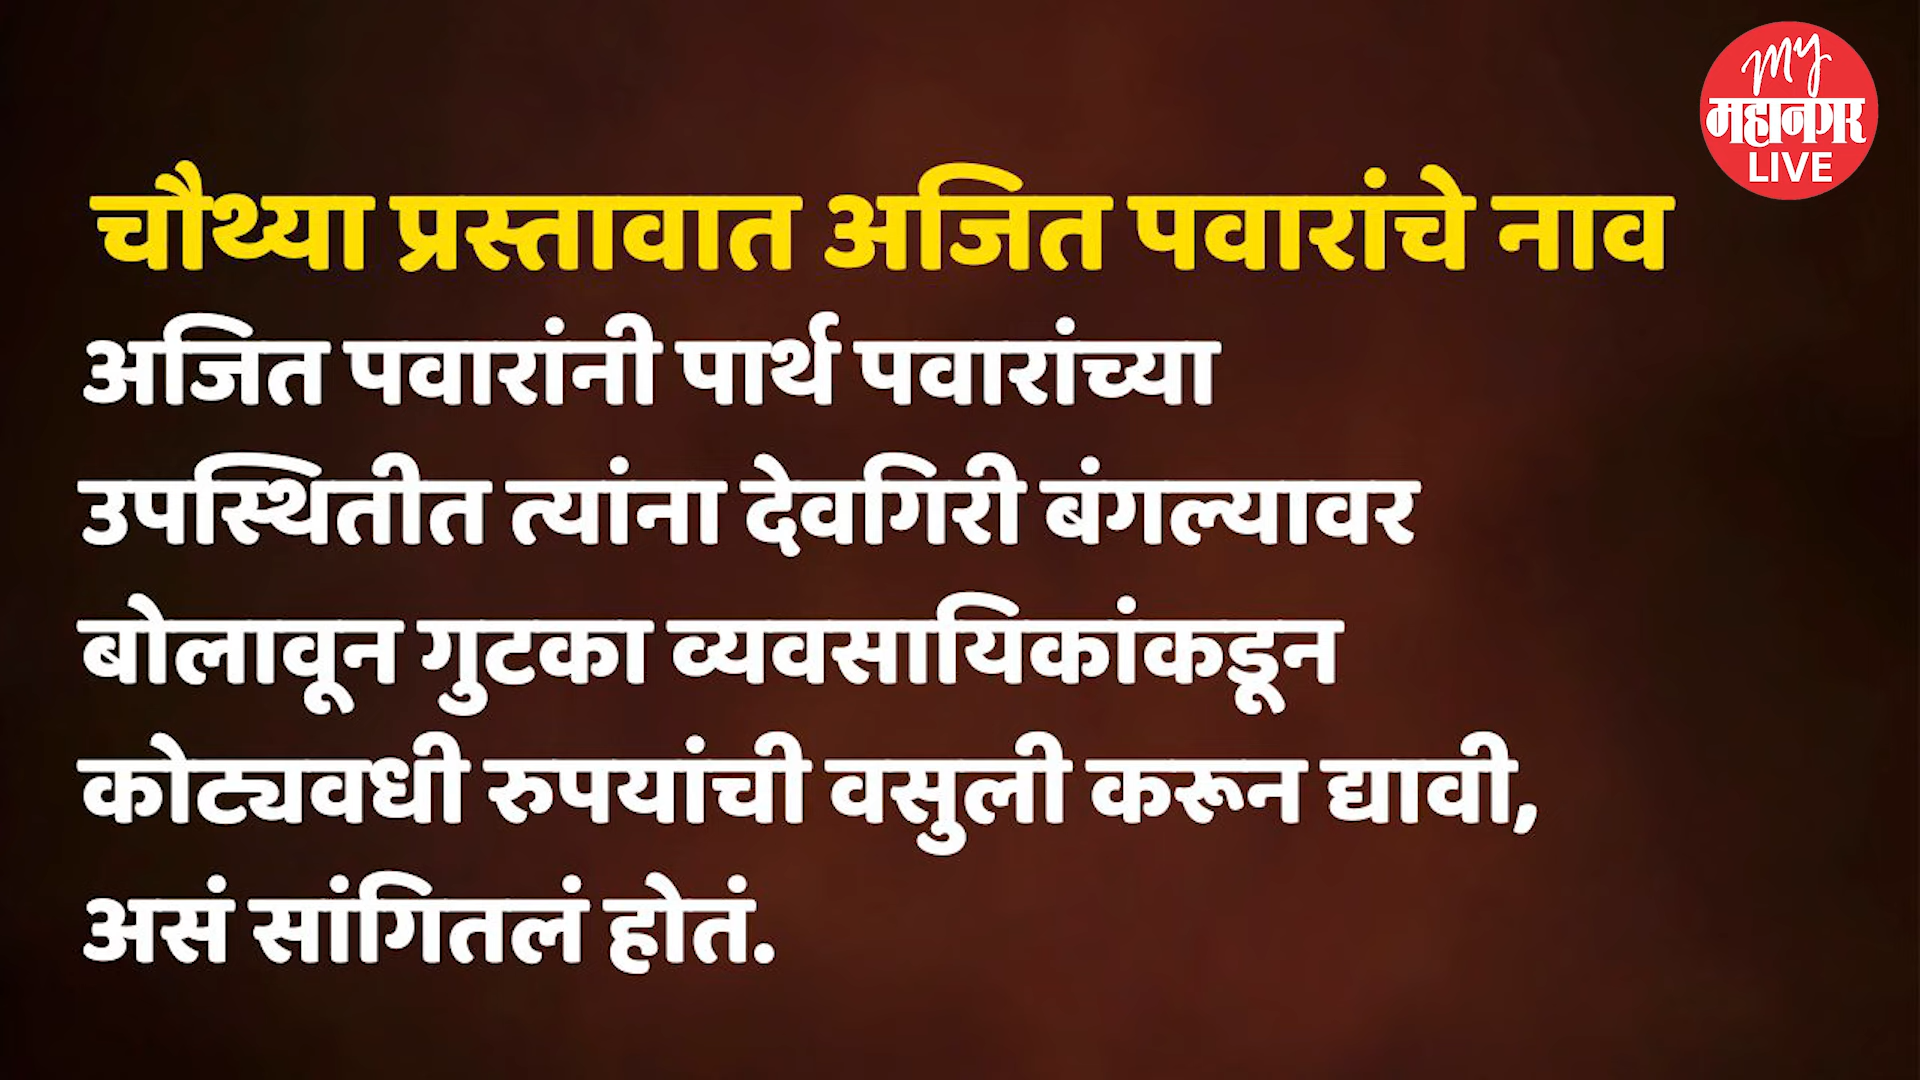 my
महानगर
LIVE
चौथ्या प्रस्तावात अजित पवारांचे नाव
अजित पवारांनी पार्थ पवारांच्या
उपस्थितीत त्यांना देवगिरी बंगल्यावर
बोलावून गुटका व्यवसायिकांकडून
कोट्यवधी रुपयांची वसुली करून द्यावी,
असं सांगितलं होतं.